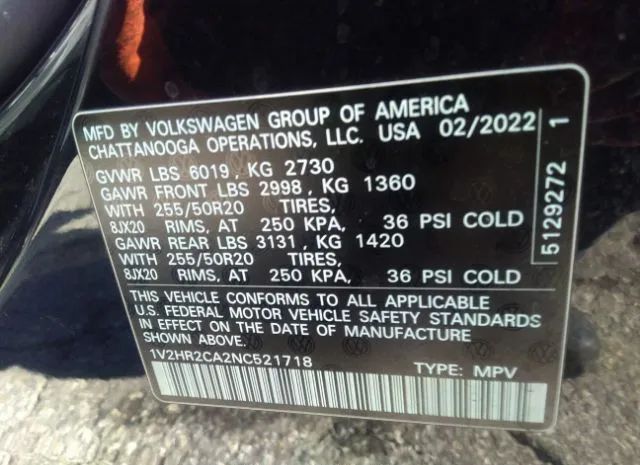 MFD BY VOLKSWAGEN GROUP OF AMERICA
CHATTANOOGA OPERATIONS, LLC. USA 02/2022
GVWR LBS 6019, KG 2730
GAWR FRONT LBS 2998, KG 1360
WITH 255/50R20 TIRES,
8JX20 RIMS, AT 250 KPA, 36 PSI COLD
GAWR REAR LBS 3131, KG 1420
WITH 255/50R20 TIRES,
8JX20 RIMS, AT 250 KPA, 36 PSI COLD
THIS VEHICLE CONFORMS TO ALL APPLICABLE
U.S. FEDERAL MOTOR VEHICLE SAFETY STANDARDS
IN EFFECT ON THE DATE OF MANUFACTURE
SHOWN ABOVE.
1V2HR2CA2NC521718 TYPE: MPV
5129272 1